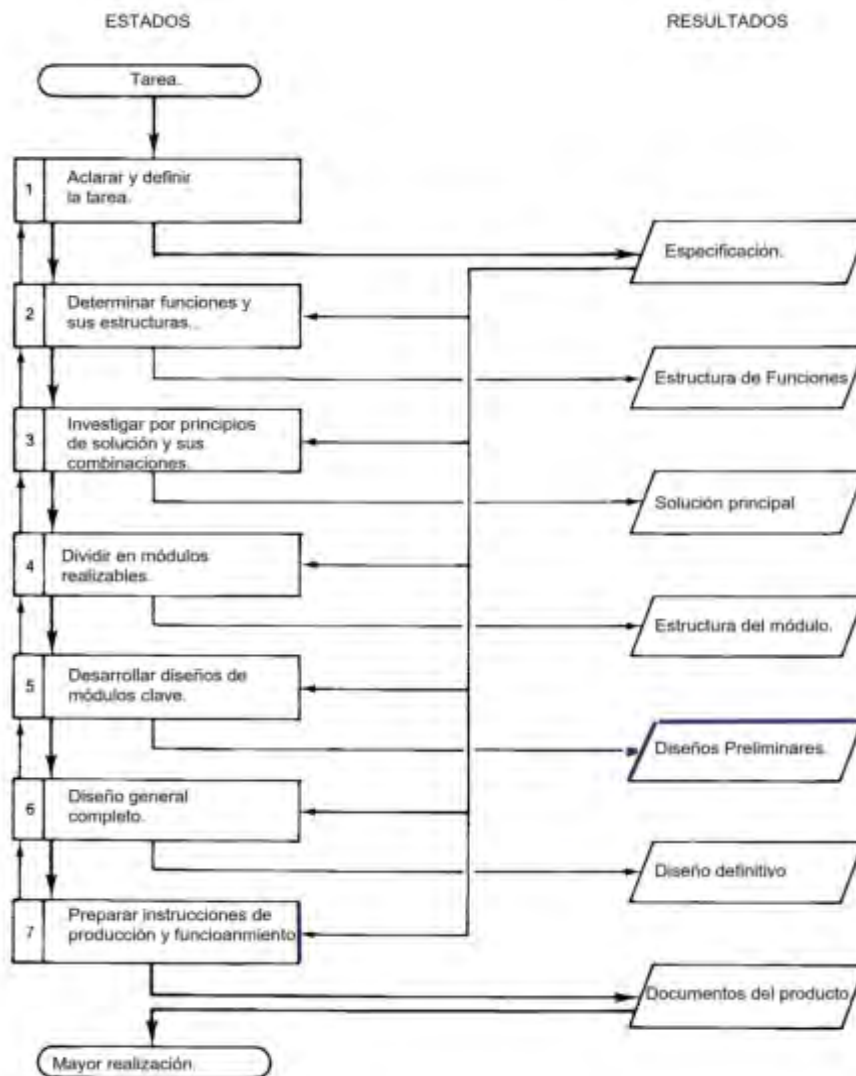 ESTADOS
RESULTADOS
Tarea.
1
Aclarar y definir
la tarea.
Especificación.
2
Determinar funciones y
sus estructuras..
Estructura de Funciones
3
Investigar por principios
de solución y sus
combinaciones.
Solución principal
4
Dividir en módulos
realizables.
Estructura del módulo.
5
Desarrollar diseños de
módulos clave.
Diseños Preliminares.
6
Diseño general
completo.
Diseño definitivo
7
Preparar instrucciones de
producción y funcioanmiento
Documentos del producto
Mayor realización.